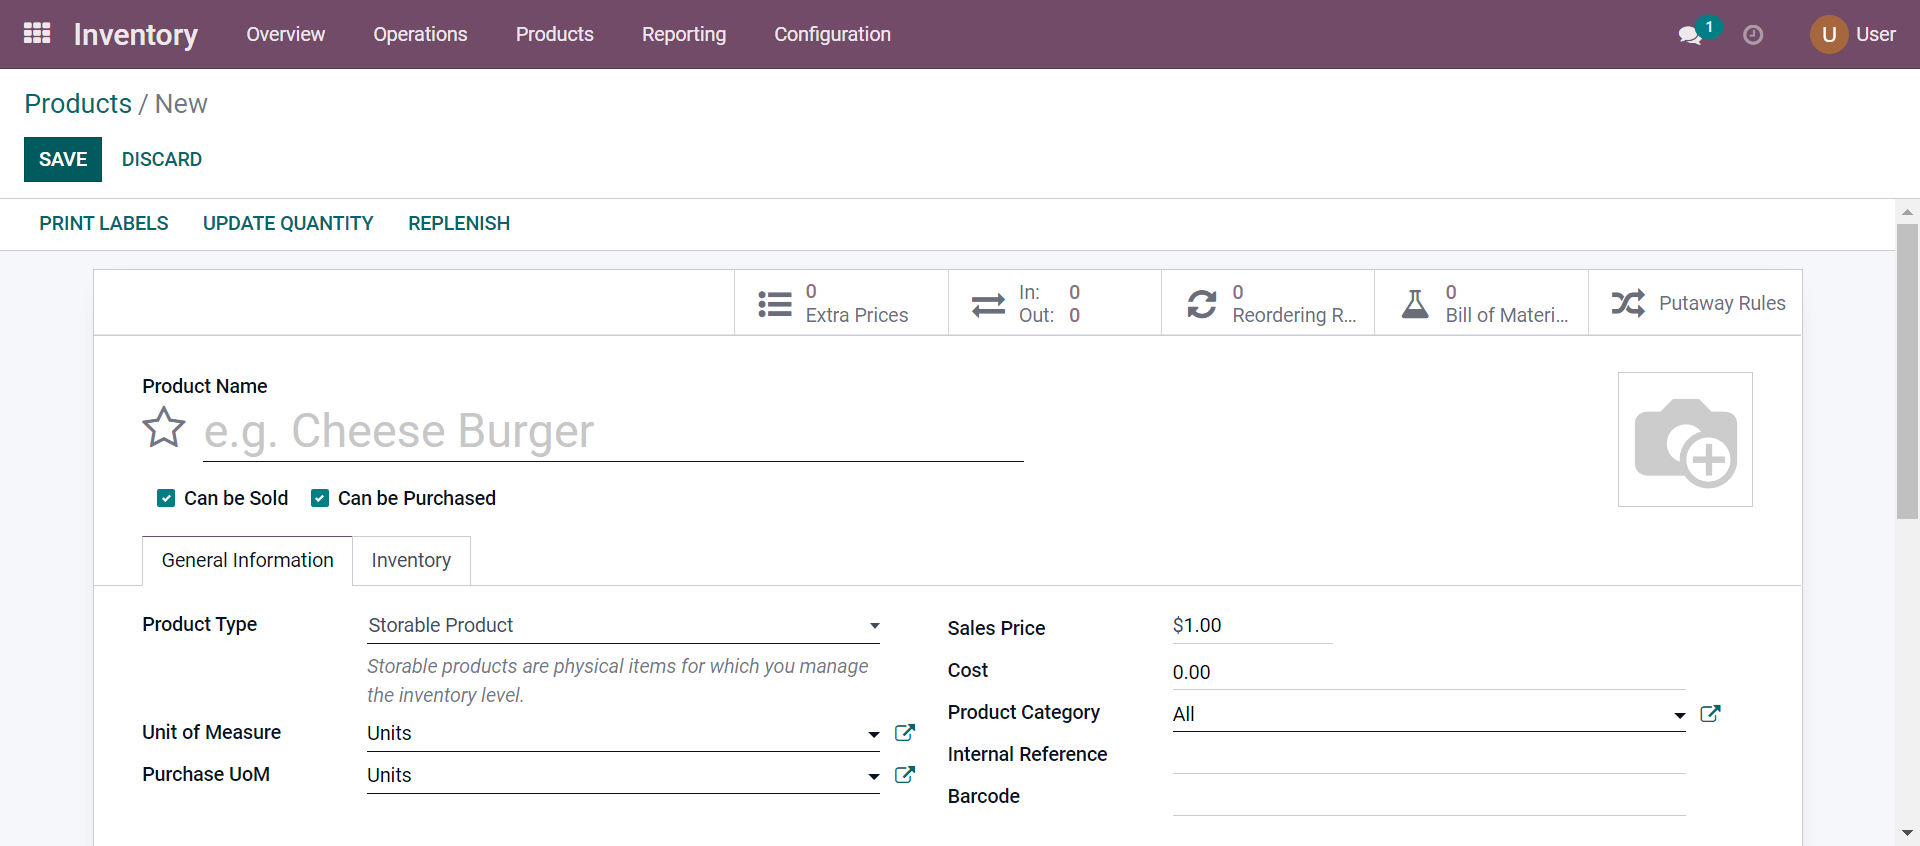 Inventory Overview Operations Products Reporting Configuration 1 U User
Products / New
SAVE DISCARD
PRINT LABELS UPDATE QUANTITY REPLENISH
0 Extra Prices
In: 0
Out: 0
0 Reordering R...
0 Bill of Materi...
Putaway Rules
Product Name
e.g. Cheese Burger
Can be Sold Can be Purchased
General Information Inventory
Product Type Storable Product
Storable products are physical items for which you manage
the inventory level.
Unit of Measure Units
Purchase UoM Units
Sales Price $1.00
Cost 0.00
Product Category All
Internal Reference
Barcode